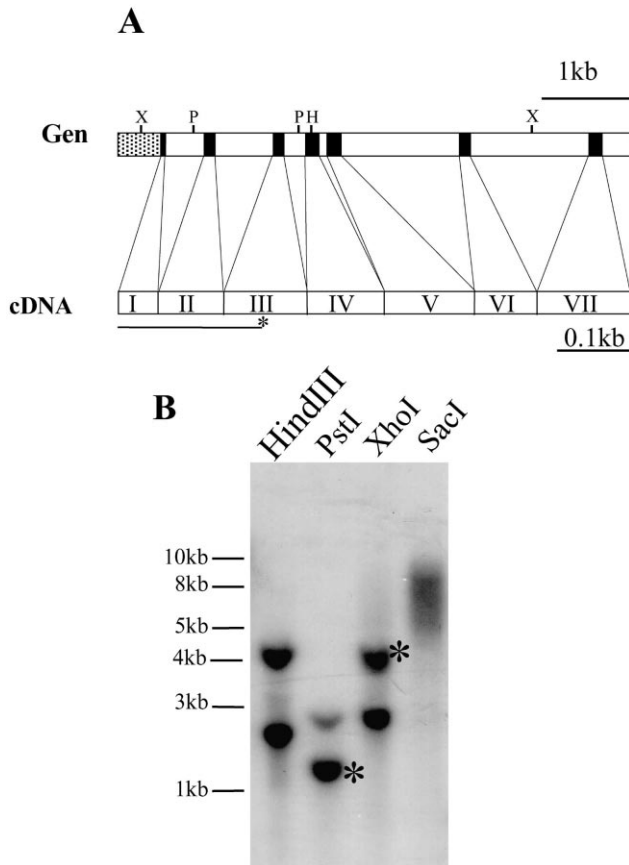 A
1kb
X P P H X
Gen
cDNA I II III IV V VI VII
*
0.1kb
B
HindIII PstI XhoI SacI
10kb
8kb
5kb
4kb *
3kb
*
1kb